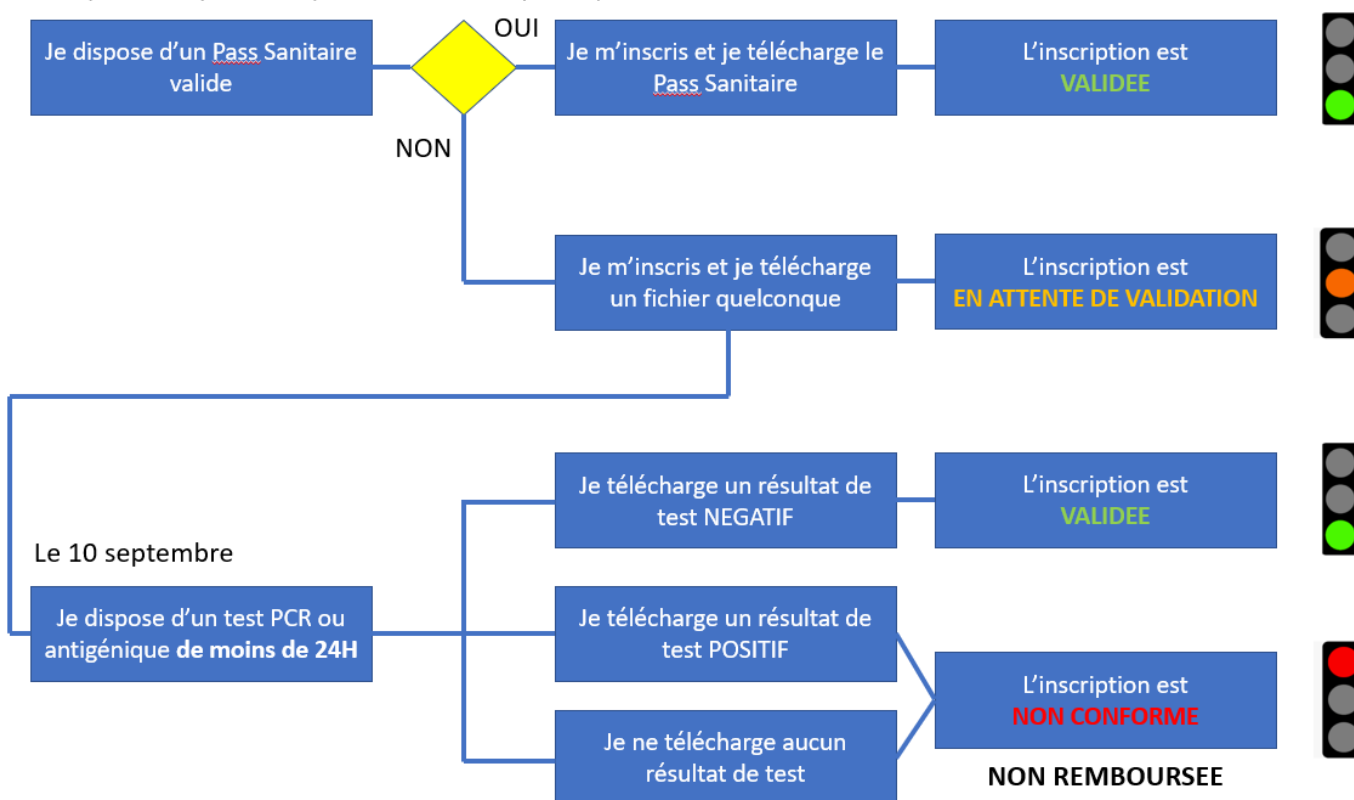 OUI
Je dispose d'un Pass Sanitaire
valide
Je m'inscris et je télécharge le
Pass Sanitaire
L'inscription est
VALIDEE
NON
Je m'inscris et je télécharge
un fichier quelconque
L'inscription est
EN ATTENTE DE VALIDATION
Je télécharge un résultat de
test NEGATIF
L'inscription est
VALIDEE
Le 10 septembre
Je dispose d'un test PCR ou
antigénique de moins de 24H
Je télécharge un résultat de
test POSITIF
L'inscription est
NON CONFORME
Je ne télécharge aucun
résultat de test
NON REMBOURSEE